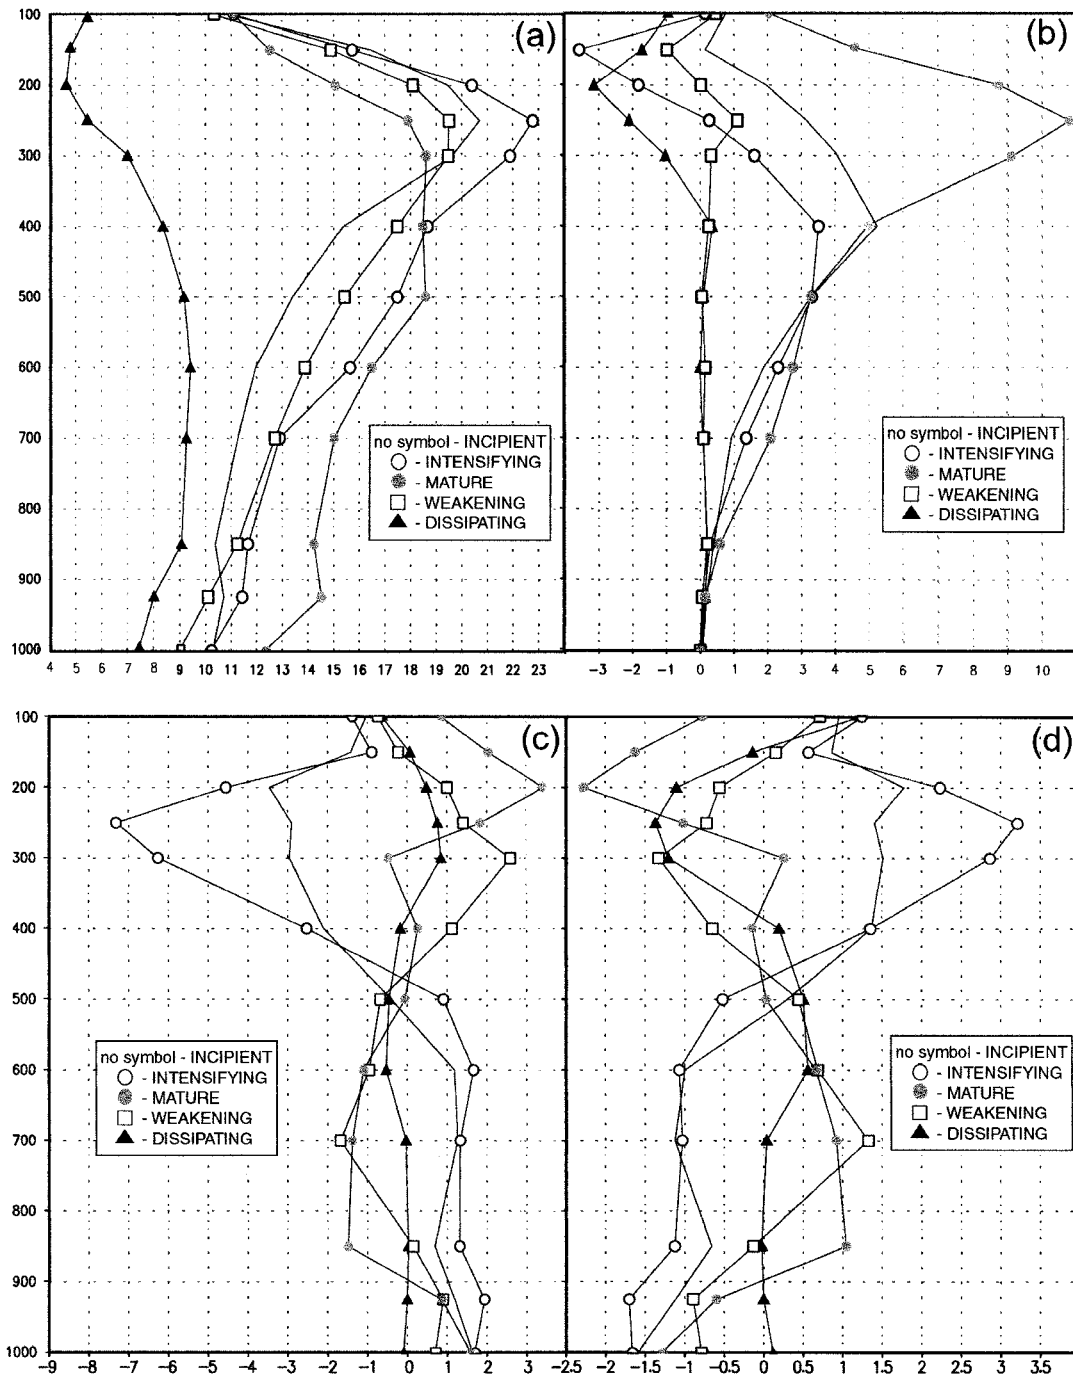 (a)
100
200
300
400
500
600
700
800
900
1000
no symbol - INCIPIENT
- INTENSIFYING
- MATURE
- WEAKENING
- DISSIPATING
4 5 6 7 8 9 10 11 12 13 14 15 16 17 18 19 20 21 22 23
(b)
no symbol - INCIPIENT
- INTENSIFYING
- MATURE
- WEAKENING
- DISSIPATING
-3 -2 -1 0 1 2 3 4 5 6 7 8 9 10
(c)
100
200
300
400
500
600
700
800
900
1000
no symbol - INCIPIENT
- INTENSIFYING
- MATURE
- WEAKENING
- DISSIPATING
-9 -8 -7 -6 -5 -4 -3 -2 -1 0 1 2 3 4
(d)
no symbol - INCIPIENT
- INTENSIFYING
- MATURE
- WEAKENING
- DISSIPATING
-2.5 -2 -1.5 -1 -0.5 0 0.5 1 1.5 2 2.5 3 3.5